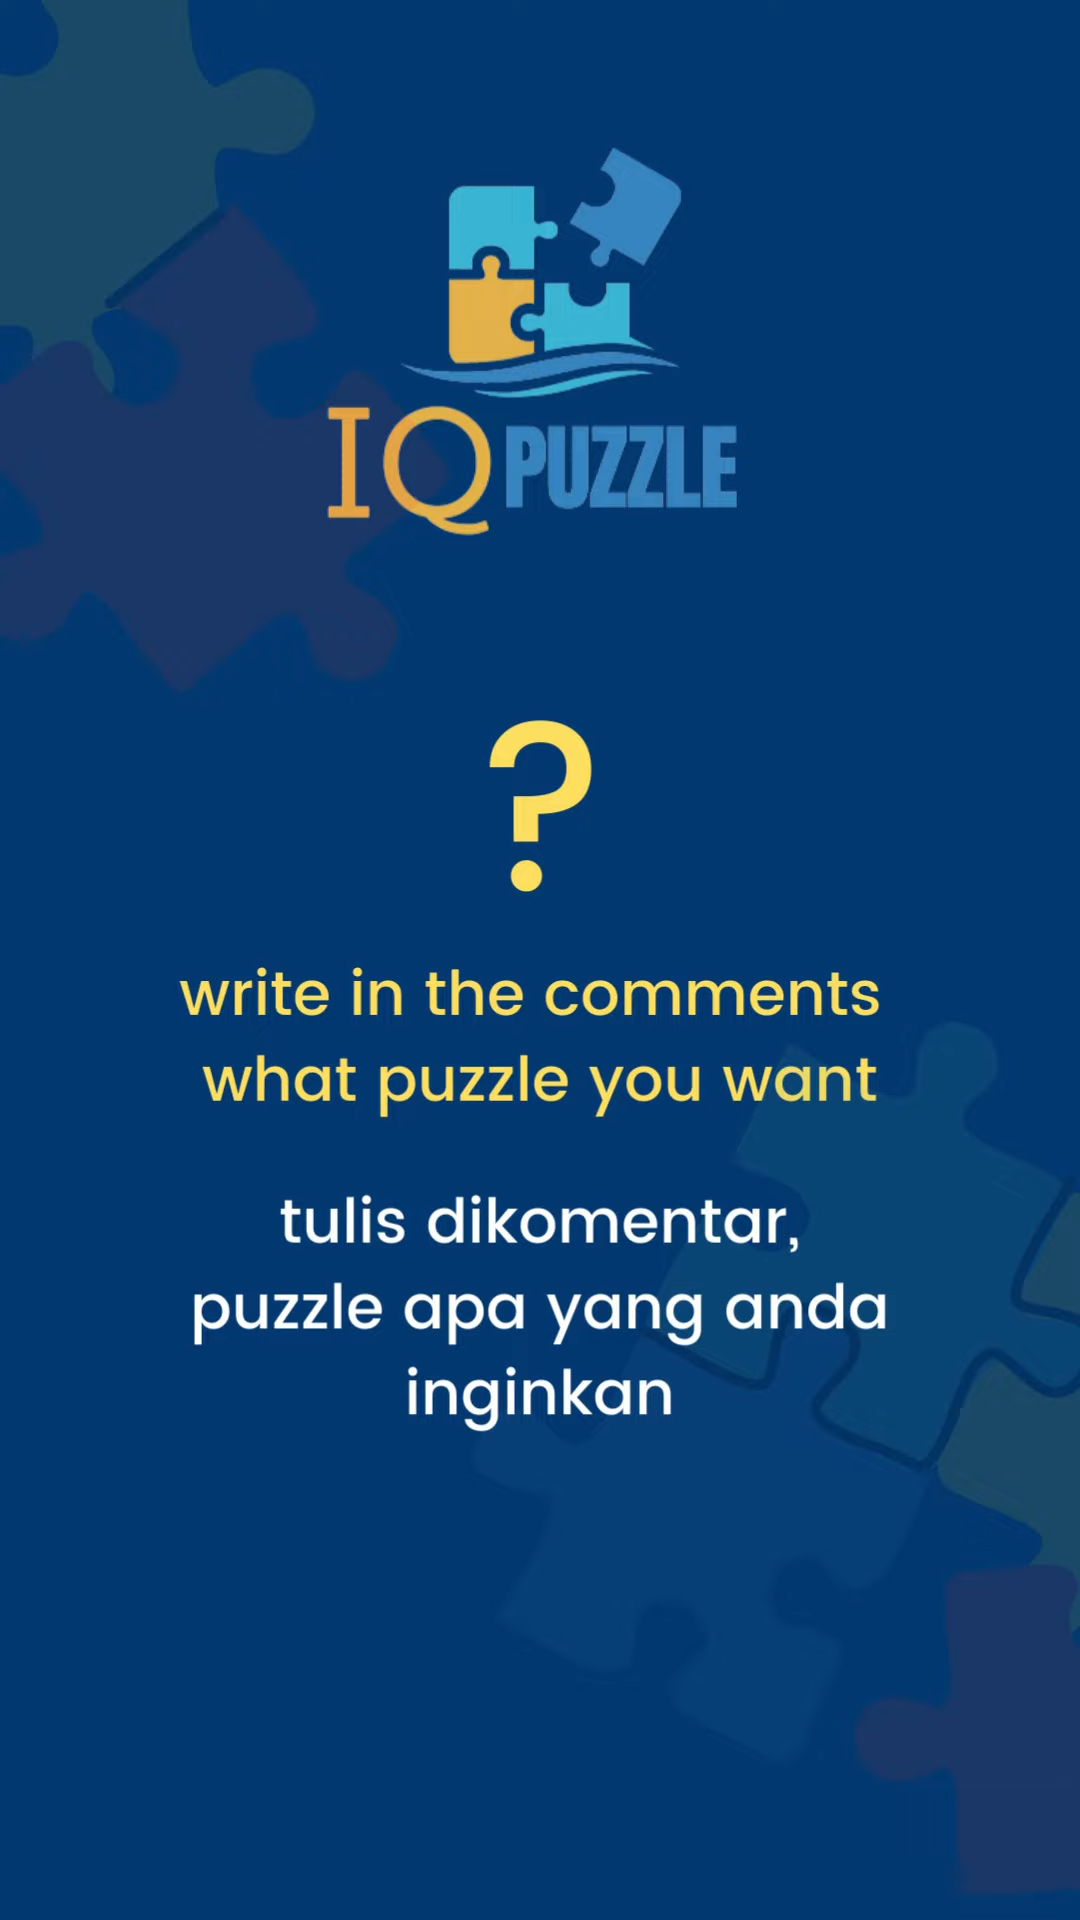 IQ PUZZLE
?
write in the comments
what puzzle you want
tulis dikomentar,
puzzle apa yang anda
inginkan